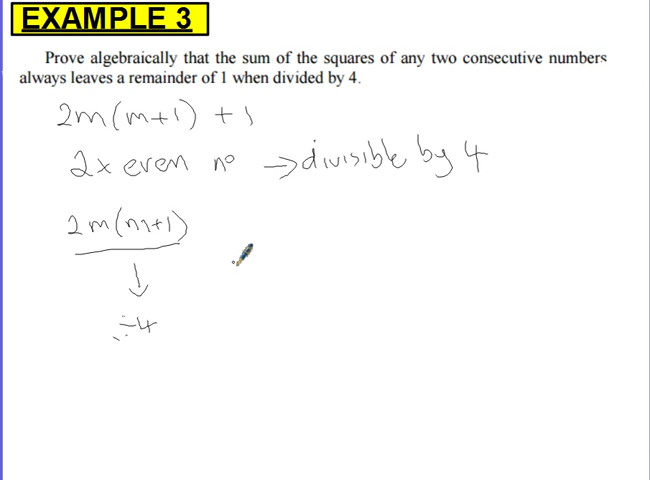 EXAMPLE 3
Prove algebraically that the sum of the squares of any two consecutive numbers
always leaves a remainder of 1 when divided by 4.
2m(m+1) + 1
2x even nº → divisible by 4
2m(m+1)
↓
÷4